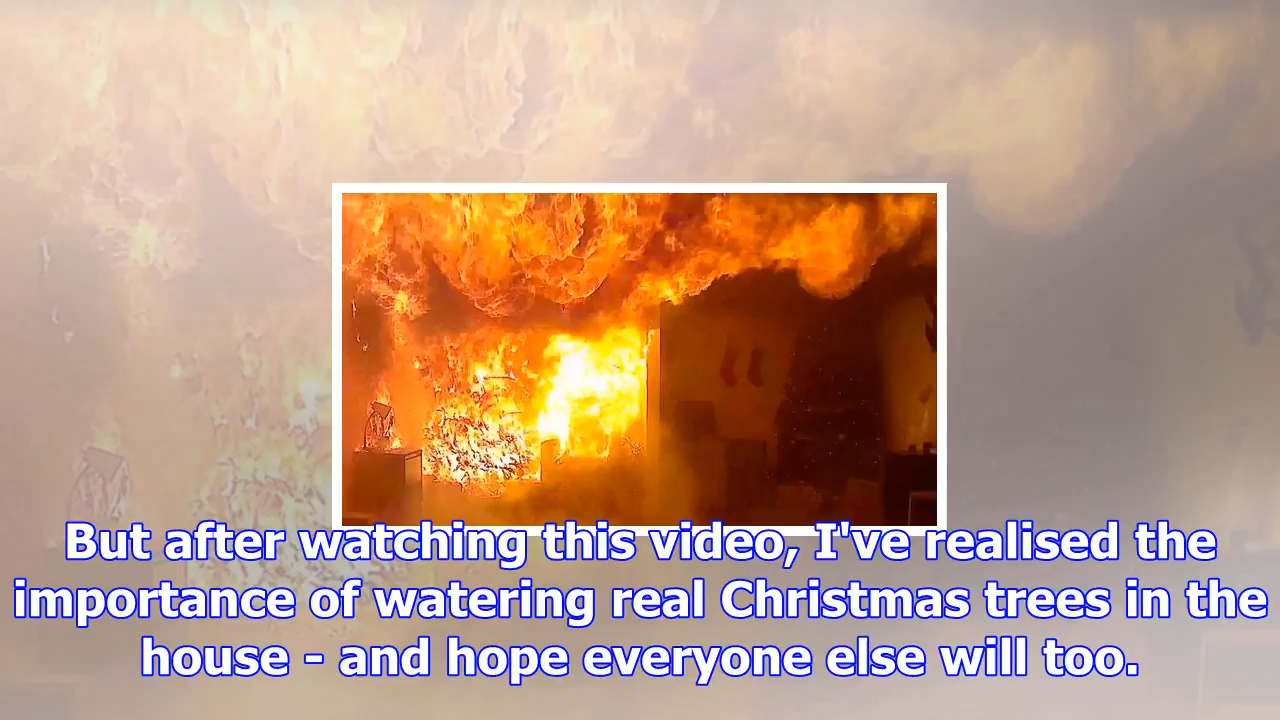 But after watching this video, I've realised the
importance of watering real Christmas trees in the
house - and hope everyone else will too.